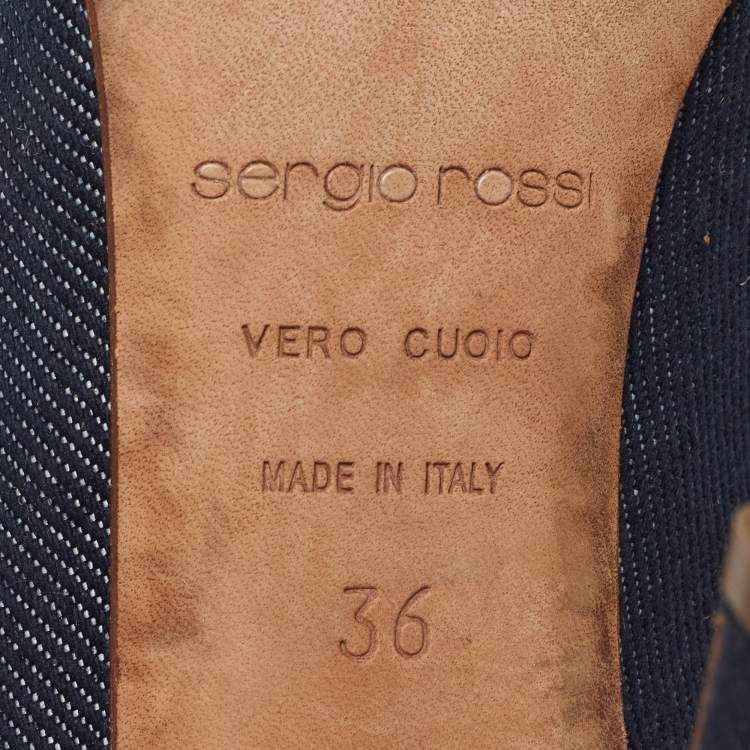 sergio rossi
VERO CUOIO
MADE IN ITALY
36